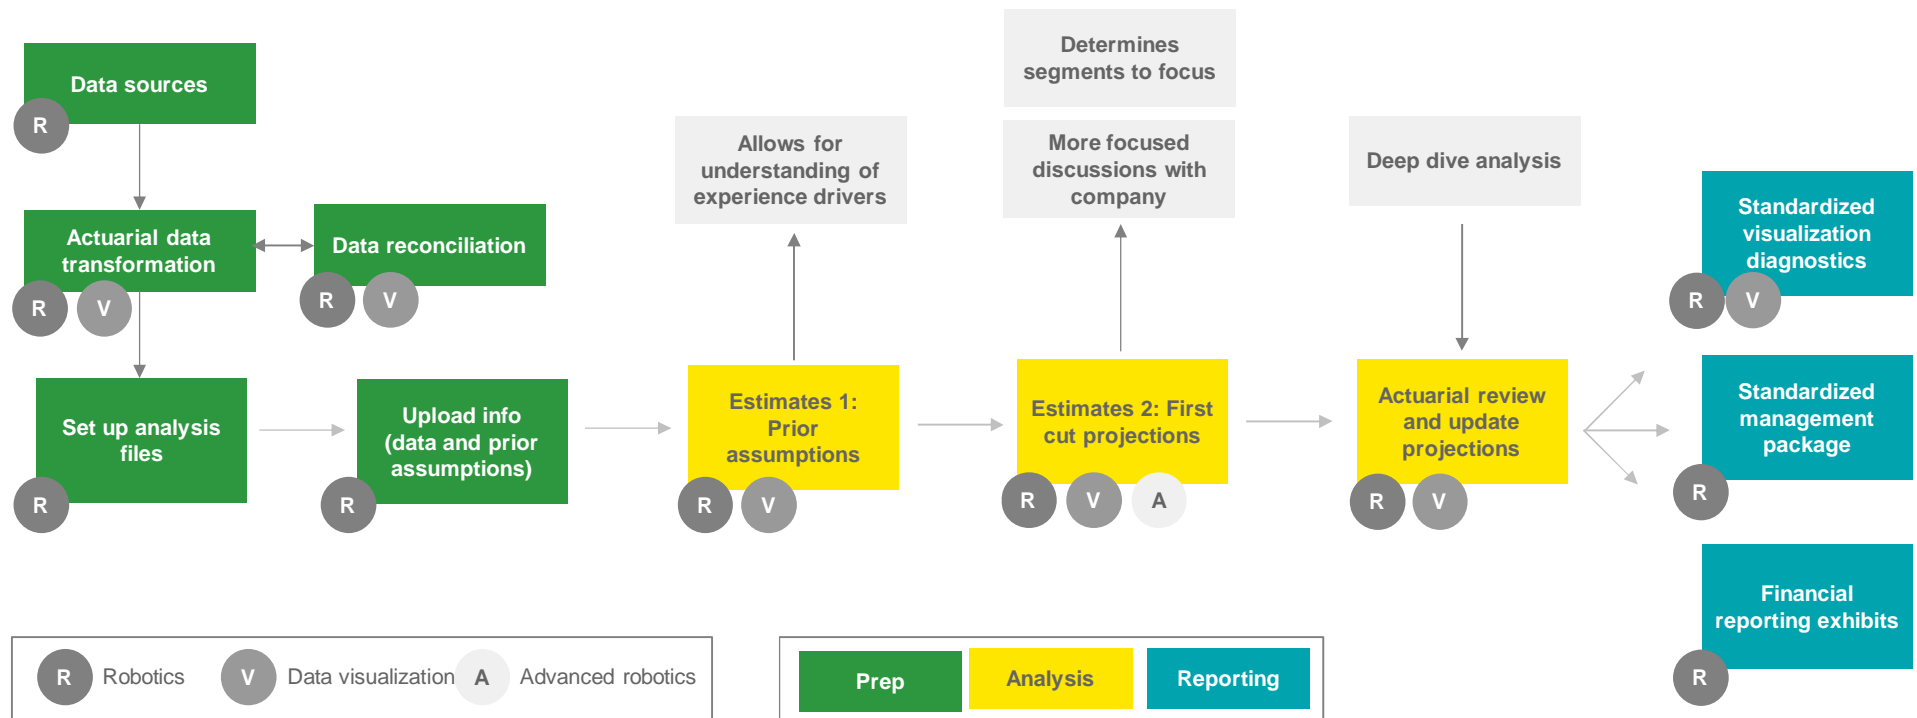 Data sources
R
Actuarial data
transformation
R
V
Data reconciliation
R
V
Set up analysis
files
R
Upload info
(data and prior
assumptions)
R
Allows for
understanding of
experience drivers
Estimates 1:
Prior
assumptions
R
V
Determines
segments to focus
More focused
discussions with
company
Estimates 2: First
cut projections
R
V
A
Deep dive analysis
Actuarial review
and update
projections
R
V
Standardized
visualization
diagnostics
R
V
Standardized
management
package
R
Financial
reporting exhibits
R
R
Robotics
V
Data visualization
A
Advanced robotics
Prep
Analysis
Reporting